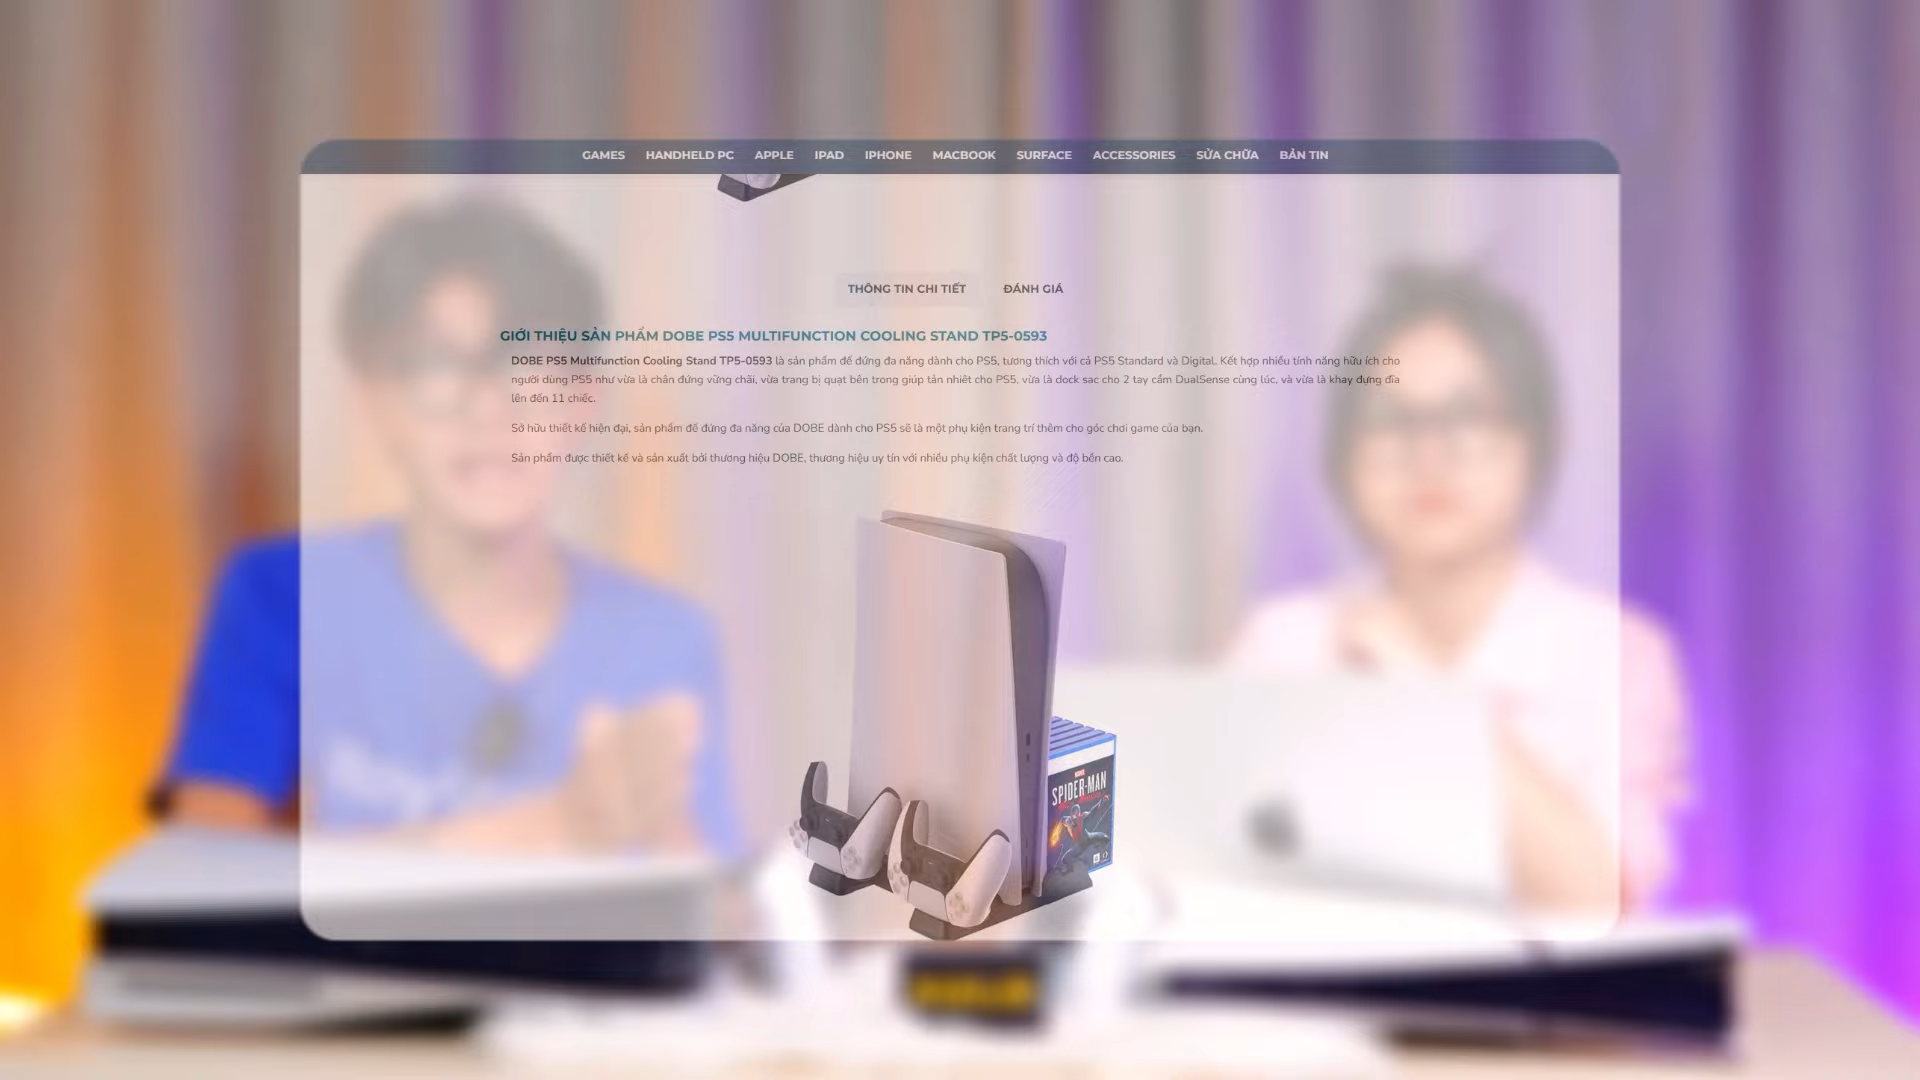 GAMES HANDHELD PC APPLE IPAD IPHONE MACBOOK SURFACE ACCESSORIES SỬA CHỮA BẢN TIN
THÔNG TIN CHI TIẾT ĐÁNH GIÁ
GIỚI THIỆU SẢN PHẨM DOBE PS5 MULTIFUNCTION COOLING STAND TP5-0593
DOBE PS5 Multifunction Cooling Stand TP5-0593 là sản phẩm đế đứng đa năng dành cho PS5, tương thích với cả PS5 Standard và Digital. Kết hợp nhiều tính năng hữu ích cho
người dùng PS5 như vừa là chân đứng vững chãi, vừa trang bị quạt bên trong giúp tản nhiệt cho PS5, vừa là dock sạc cho 2 tay cầm DualSense cùng lúc, và vừa là khay đựng đĩa
lên đến 11 chiếc.
Sở hữu thiết kế hiện đại, sản phẩm đế đứng đa năng của DOBE dành cho PS5 sẽ là một phụ kiện trang trí thêm cho góc chơi game của bạn.
Sản phẩm được thiết kế và sản xuất bởi thương hiệu DOBE, thương hiệu uy tín với nhiều phụ kiện chất lượng và độ bền cao.
MARVEL
SPIDER-MAN